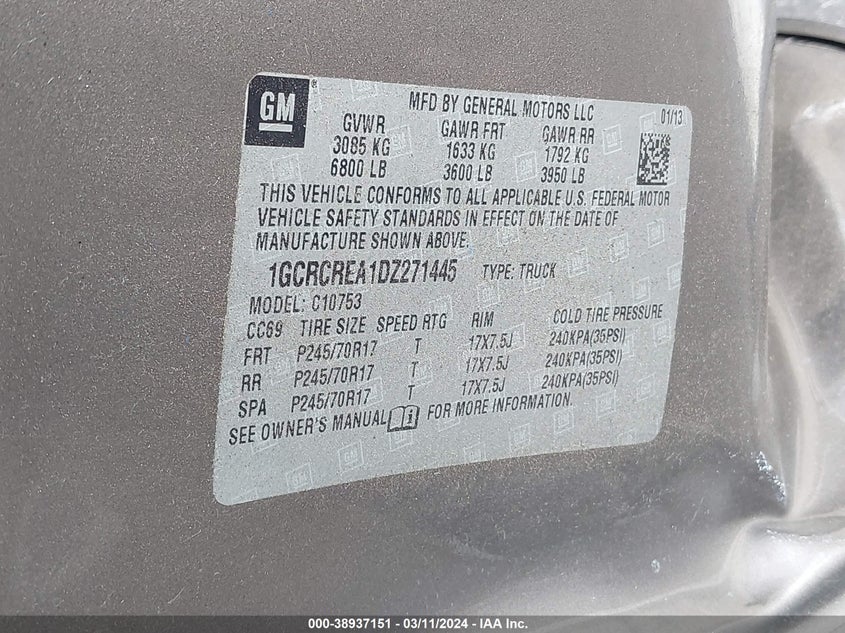 GM
MFD BY GENERAL MOTORS LLC 01/13
GVWR GAWR FRT GAWR RR
3085 KG 1633 KG 1792 KG
6800 LB 3600 LB 3950 LB
THIS VEHICLE CONFORMS TO ALL APPLICABLE U.S. FEDERAL MOTOR
VEHICLE SAFETY STANDARDS IN EFFECT ON THE DATE OF
MANUFACTURE SHOWN ABOVE.
1GCRCREA1DZ271445 TYPE: TRUCK
MODEL: C10753
CC69 TIRE SIZE SPEED RTG RIM COLD TIRE PRESSURE
FRT P245/70R17 T 17X7.5J 240KPA(35PSI)
RR P245/70R17 T 17X7.5J 240KPA(35PSI)
SPA P245/70R17 T 17X7.5J 240KPA(35PSI)
SEE OWNER'S MANUAL FOR MORE INFORMATION.
000-38937151 — 03/11/2024 — IAA Inc.